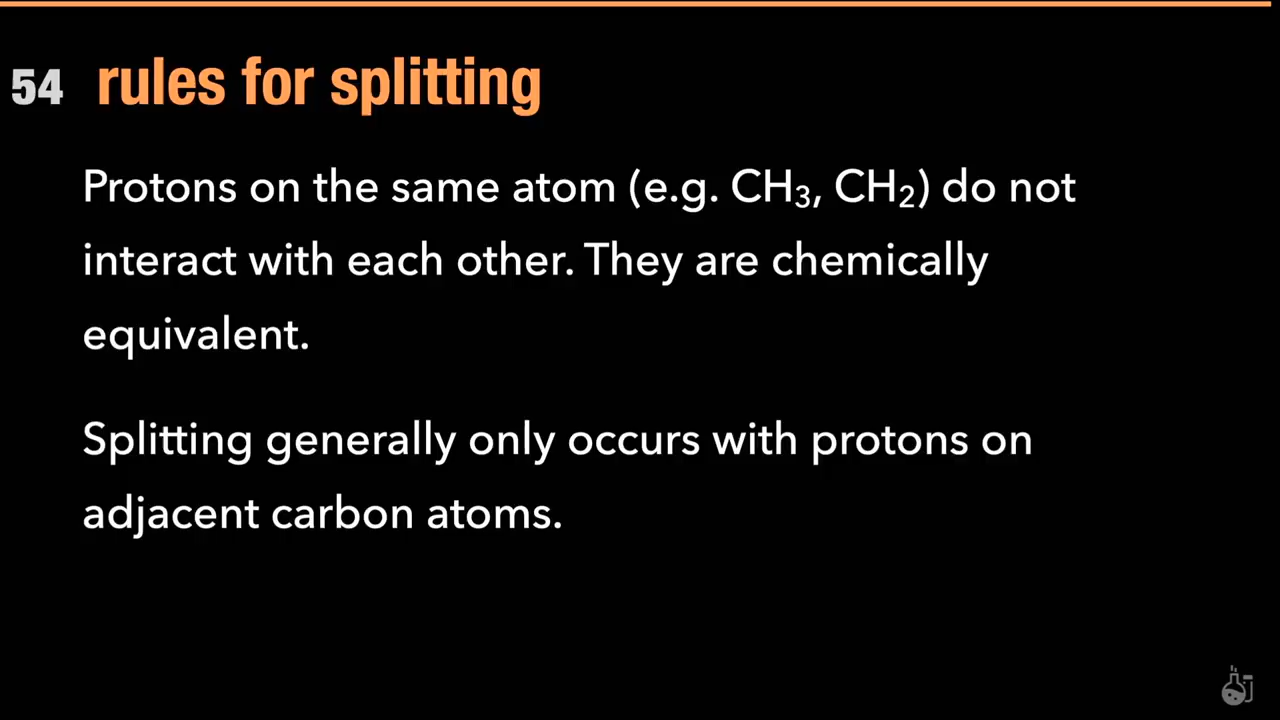 54 rules for splitting
Protons on the same atom (e.g. CH₃, CH₂) do not
interact with each other. They are chemically
equivalent.
Splitting generally only occurs with protons on
adjacent carbon atoms.